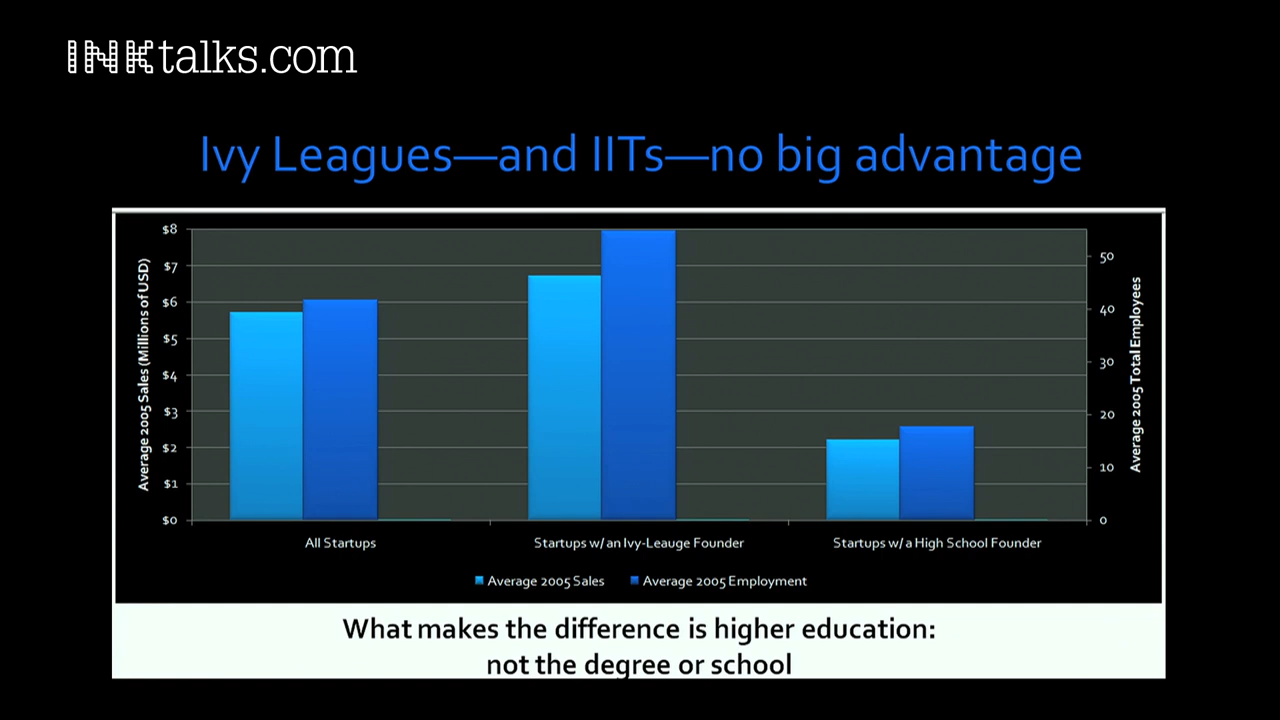 INKtalks.com
Ivy Leagues—and IITs—no big advantage
Average 2005 Sales (Millions of USD)
$8
$7
$6
$5
$4
$3
$2
$1
$0
50
40
30
20
10
0
Average 2005 Total Employees
All Startups
Startups w/ an Ivy-Leauge Founder
Startups w/ a High School Founder
Average 2005 Sales
Average 2005 Employment
What makes the difference is higher education:
not the degree or school